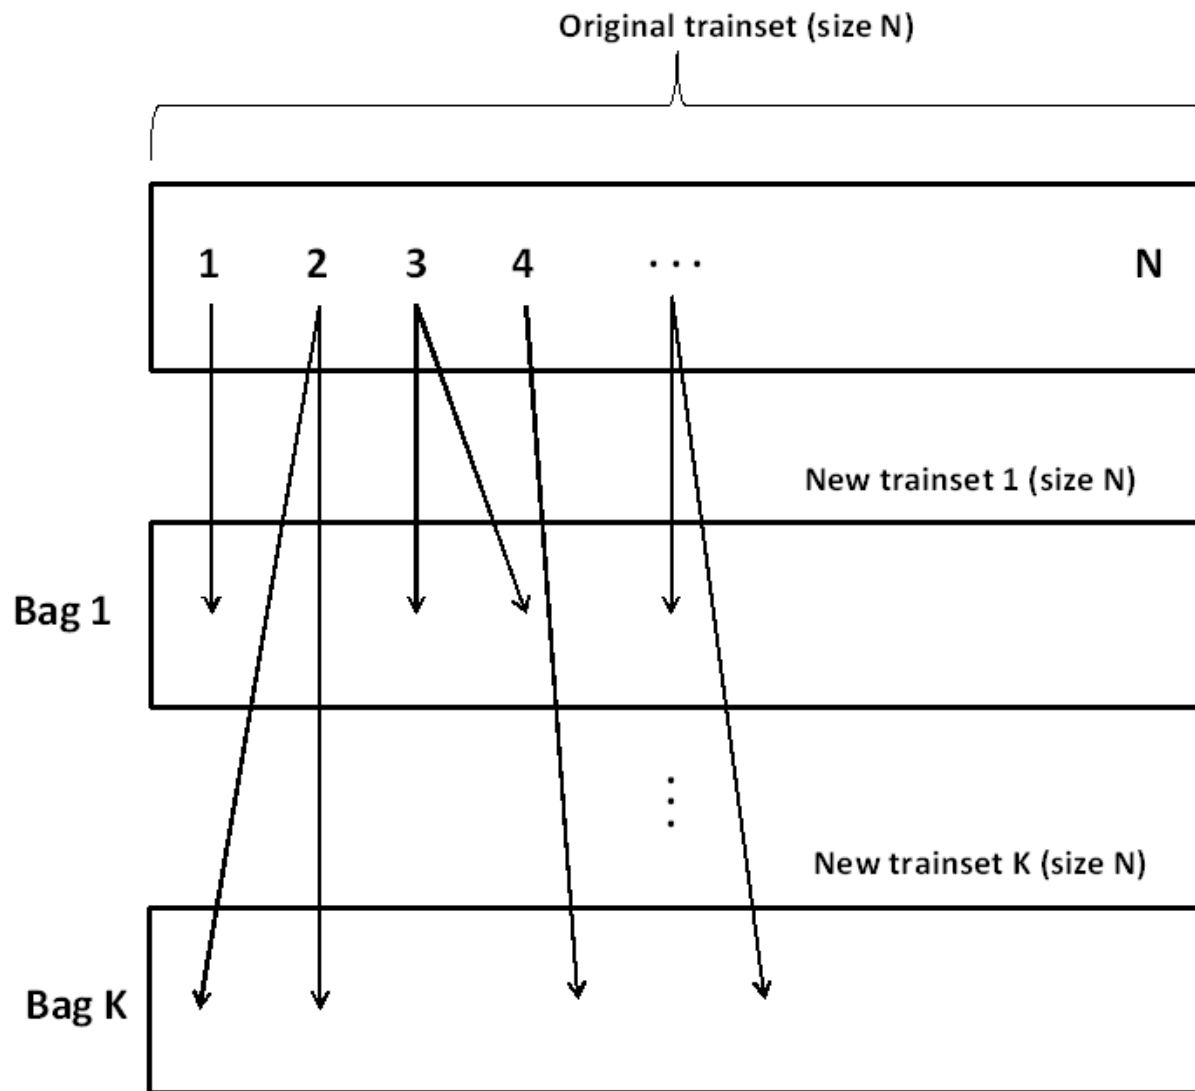 Original trainset (size N)
1 2 3 4 ... N
New trainset 1 (size N)
Bag 1
⋮
New trainset K (size N)
Bag K